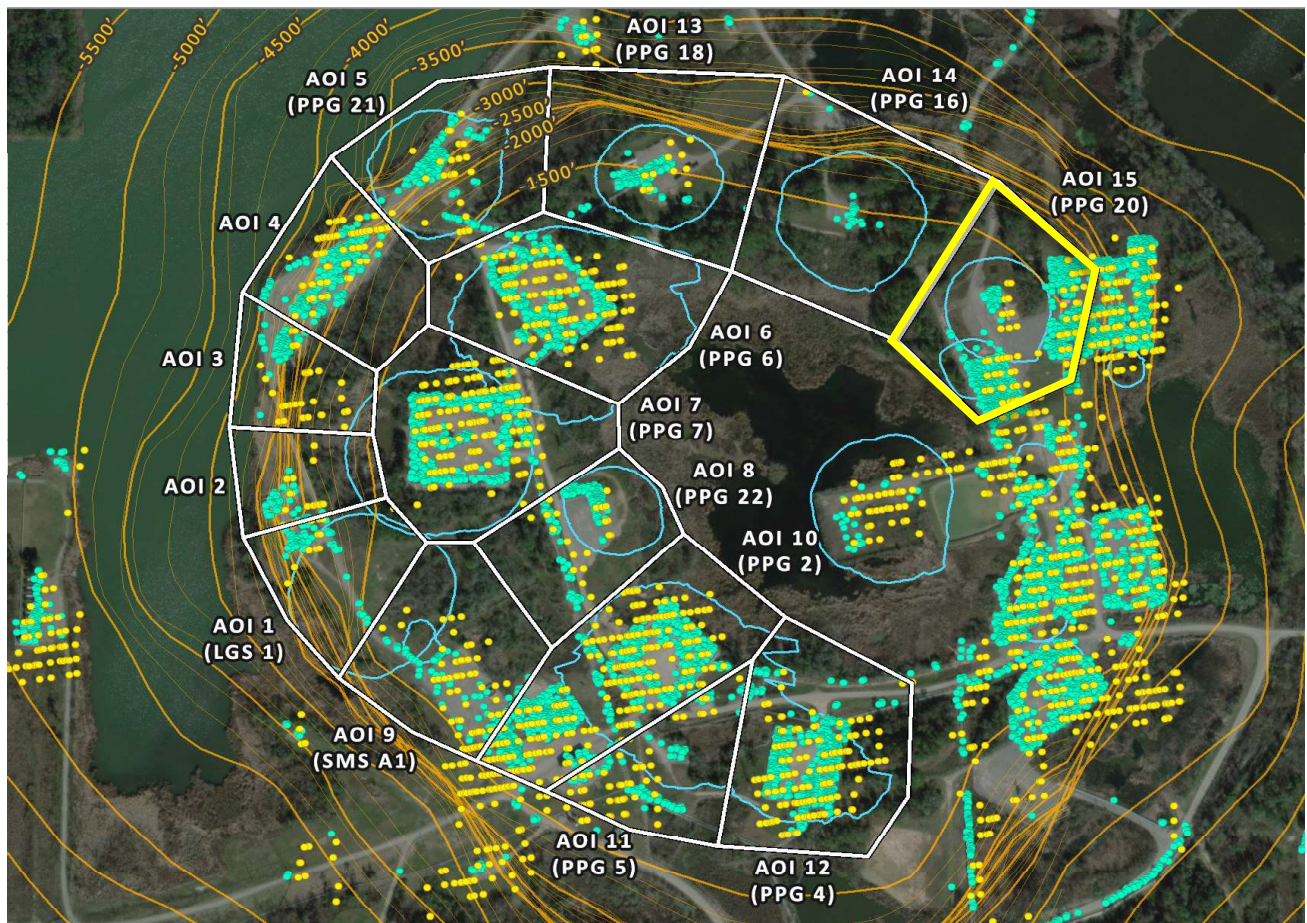 -5500'
-5000'
-4500'
-4000'
-3500'
-3000'
-2500'
-2000'
-1500'
AOI 13
(PPG 18)
AOI 14
(PPG 16)
AOI 5
(PPG 21)
AOI 15
(PPG 20)
AOI 4
AOI 3
AOI 6
(PPG 6)
AOI 7
(PPG 7)
AOI 8
(PPG 22)
AOI 2
AOI 10
(PPG 2)
AOI 1
(LGS 1)
AOI 9
(SMS A1)
AOI 11
(PPG 5)
AOI 12
(PPG 4)